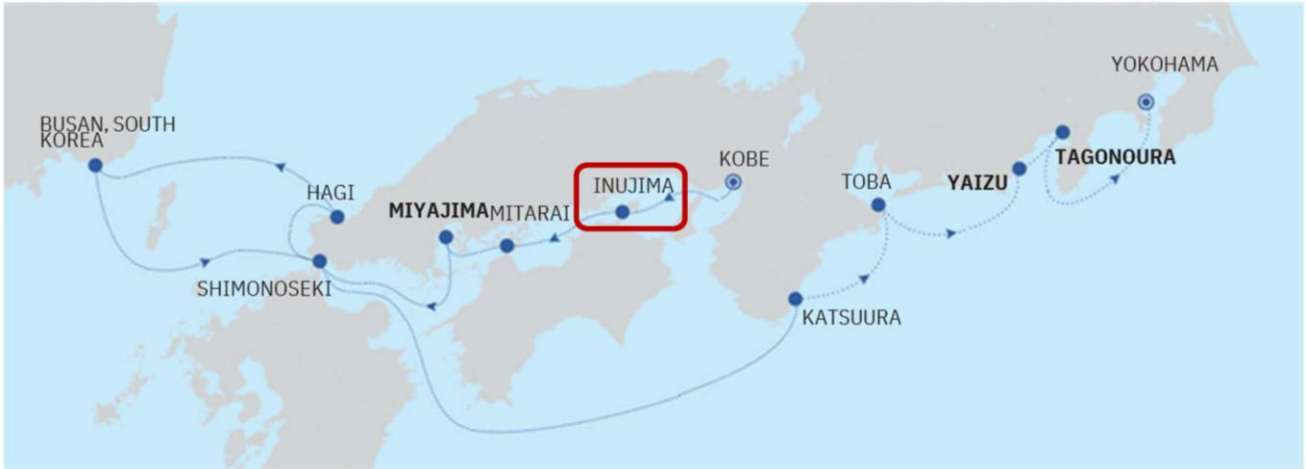 YOKOHAMA
BUSAN, SOUTH
KOREA
KOBE
TAGONOURA
HAGI
INUJIMA
TOBA
YAIZU
MIYAJIMA
MITARAI
SHIMONOSEKI
KATSUURA